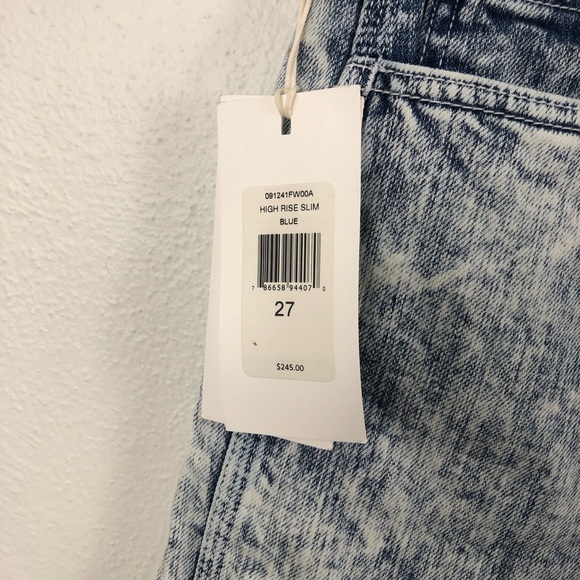 091241FW00A
HIGH RISE SLIM
BLUE
7 86658 94407 0
27
$245.00